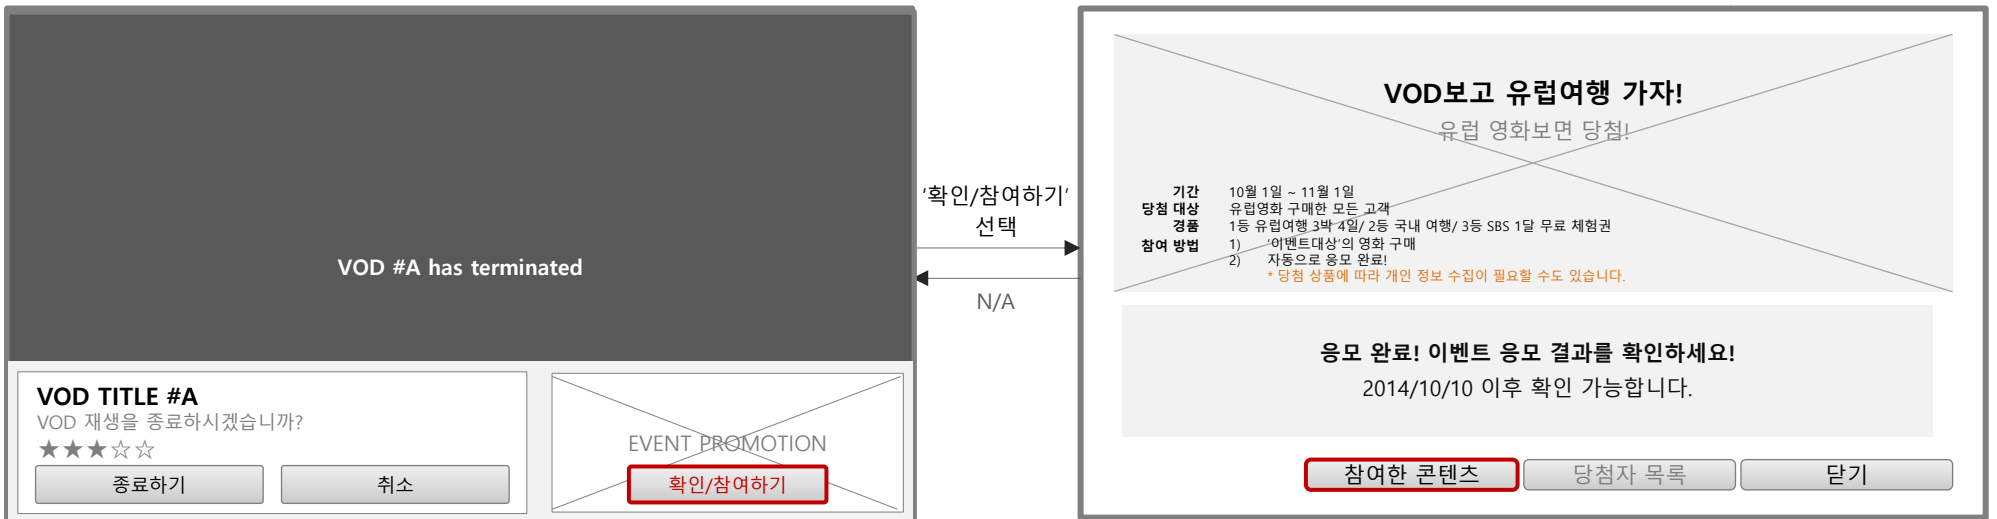 VOD #A has terminated
VOD TITLE #A
VOD 재생을 종료하시겠습니까?
★★★☆☆
종료하기
취소
EVENT PROMOTION
확인/참여하기
'확인/참여하기'
선택
N/A
VOD보고 유럽여행 가자!
유럽 영화보면 당첨!
기간 10월 1일 ~ 11월 1일
당첨 대상 유럽영화 구매한 모든 고객
경품 1등 유럽여행 3박 4일/ 2등 국내 여행/ 3등 SBS 1달 무료 체험권
참여 방법 1) '이벤트대상'의 영화 구매
2) 자동으로 응모 완료!
* 당첨 상품에 따라 개인 정보 수집이 필요할 수도 있습니다.
응모 완료! 이벤트 응모 결과를 확인하세요!
2014/10/10 이후 확인 가능합니다.
참여한 콘텐츠
당첨자 목록
닫기